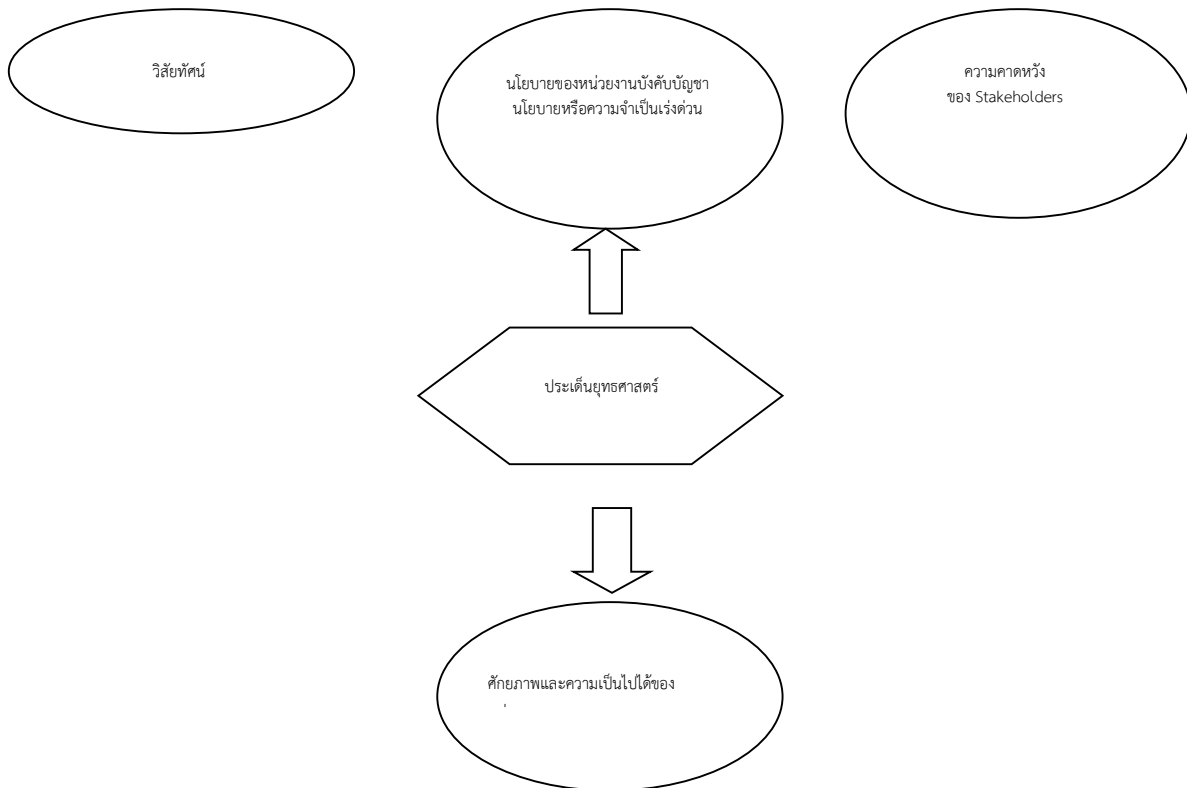 วิสัยทัศน์
นโยบายของหน่วยงานบังคับบัญชา
นโยบายหรือความจำเป็นเร่งด่วน
ความคาดหวัง
ของ Stakeholders
ประเด็นยุทธศาสตร์
ศักยภาพและความเป็นไปได้ของ